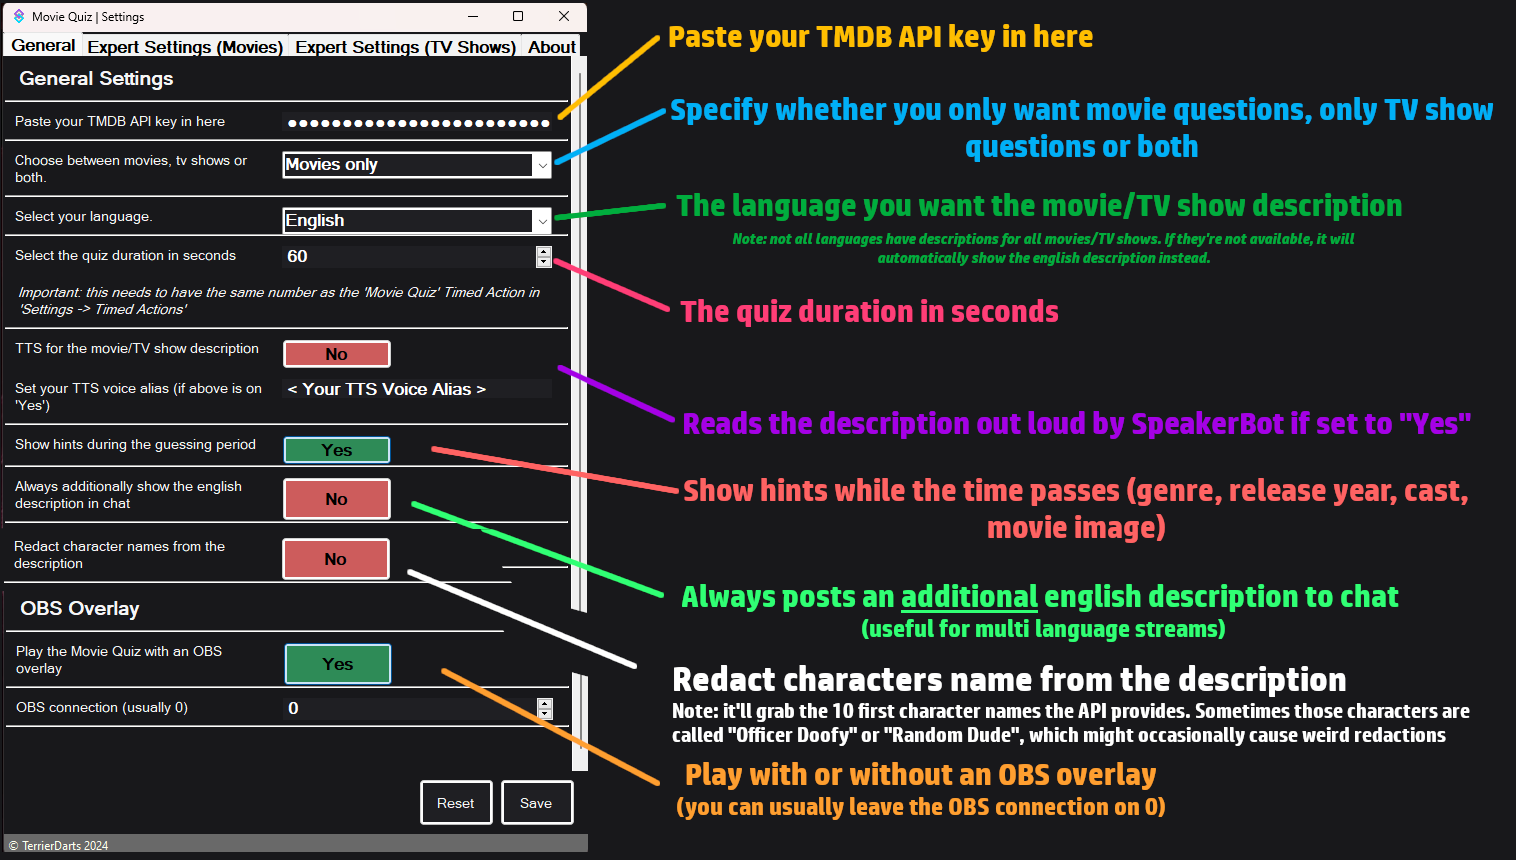 Movie Quiz | Settings
General Expert Settings (Movies) Expert Settings (TV Shows) About
General Settings
Paste your TMDB API key in here ●●●●●●●●●●●●●●●●●●●●●●●●
Choose between movies, tv shows or
both.
Movies only
Select your language.
English
Select the quiz duration in seconds 60
Important: this needs to have the same number as the 'Movie Quiz' Timed Action in
'Settings -> Timed Actions'
TTS for the movie/TV show description No
Set your TTS voice alias (if above is on
'Yes')
< Your TTS Voice Alias >
Show hints during the guessing period Yes
Always additionally show the english
description in chat
No
Redact character names from the
description
No
OBS Overlay
Play the Movie Quiz with an OBS
overlay
Yes
OBS connection (usually 0) 0
Reset Save
© TerrierDarts 2024
Paste your TMDB API key in here
Specify whether you only want movie questions, only TV show
questions or both
The language you want the movie/TV show description
Note: not all languages have descriptions for all movies/TV shows. If they're not available, it will
automatically show the english description instead.
The quiz duration in seconds
Reads the description out loud by SpeakerBot if set to "Yes"
Show hints while the time passes (genre, release year, cast,
movie image)
Always posts an additional english description to chat
(useful for multi language streams)
Redact characters name from the description
Note: it'll grab the 10 first character names the API provides. Sometimes those characters are
called "Officer Doofy" or "Random Dude", which might occasionally cause weird redactions
Play with or without an OBS overlay
(you can usually leave the OBS connection on 0)